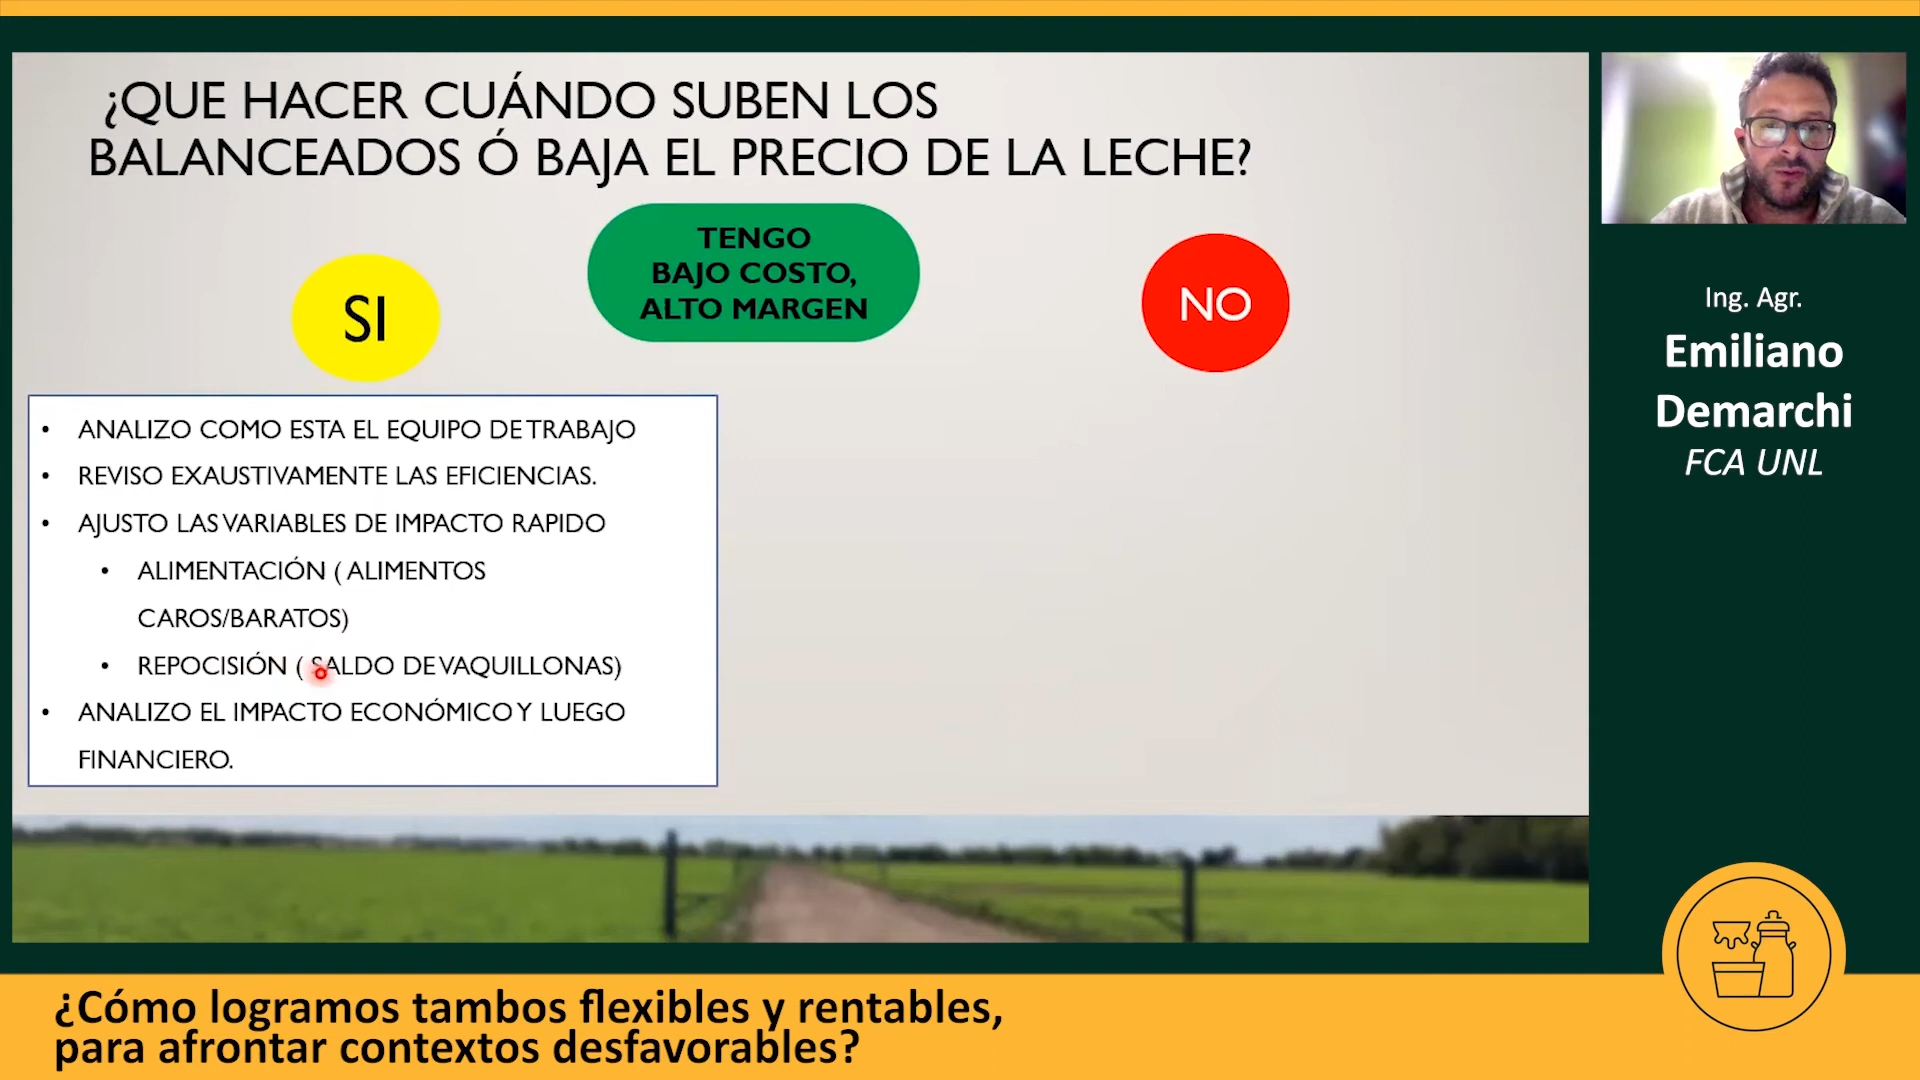 ¿QUE HACER CUÁNDO SUBEN LOS
BALANCEADOS Ó BAJA EL PRECIO DE LA LECHE?
TENGO
BAJO COSTO,
ALTO MARGEN
SI
NO
• ANALIZO COMO ESTA EL EQUIPO DE TRABAJO
• REVISO EXAUSTIVAMENTE LAS EFICIENCIAS.
• AJUSTO LAS VARIABLES DE IMPACTO RAPIDO
• ALIMENTACIÓN ( ALIMENTOS
CAROS/BARATOS)
• REPOCISIÓN ( SALDO DE VAQUILLONAS)
• ANALIZO EL IMPACTO ECONÓMICO Y LUEGO
FINANCIERO.
Ing. Agr.
Emiliano
Demarchi
FCA UNL
¿Cómo logramos tambos flexibles y rentables,
para afrontar contextos desfavorables?